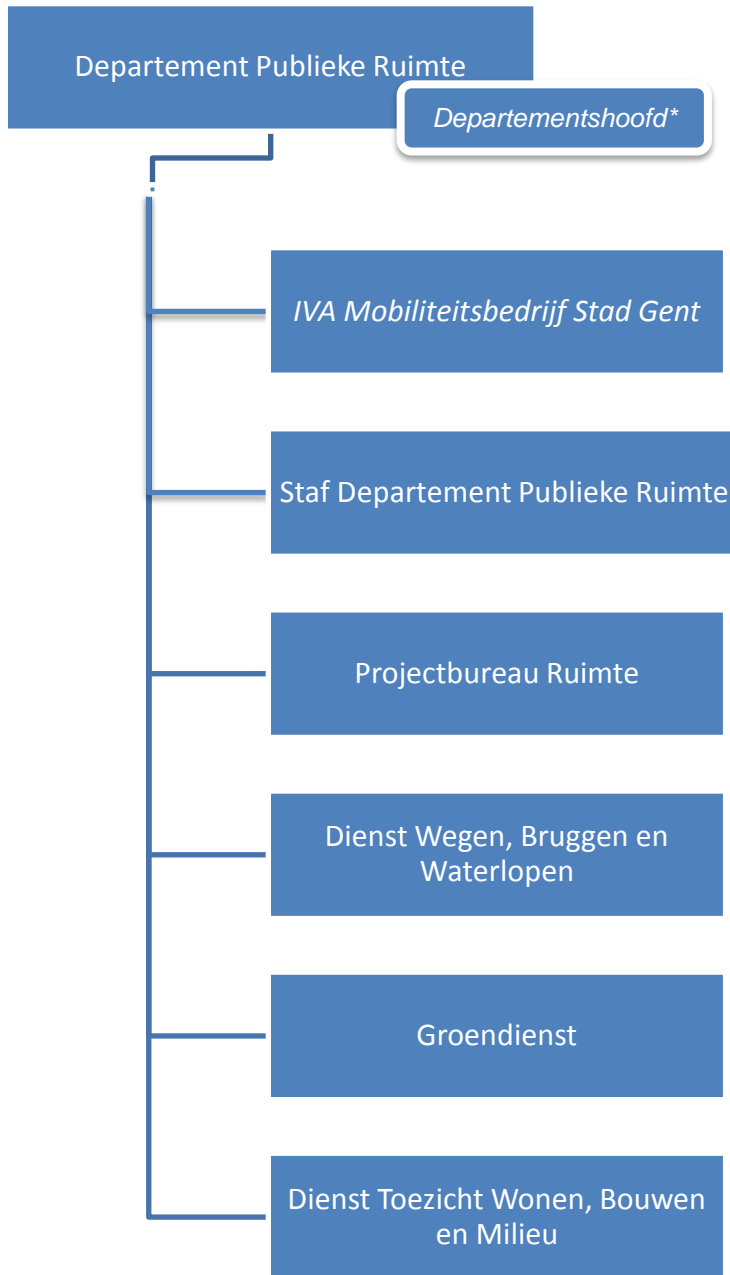 Departement Publieke Ruimte
Departementshoofd*
IVA Mobiliteitsbedrijf Stad Gent
Staf Departement Publieke Ruimte
Projectbureau Ruimte
Dienst Wegen, Bruggen en
Waterlopen
Groendienst
Dienst Toezicht Wonen, Bouwen
en Milieu